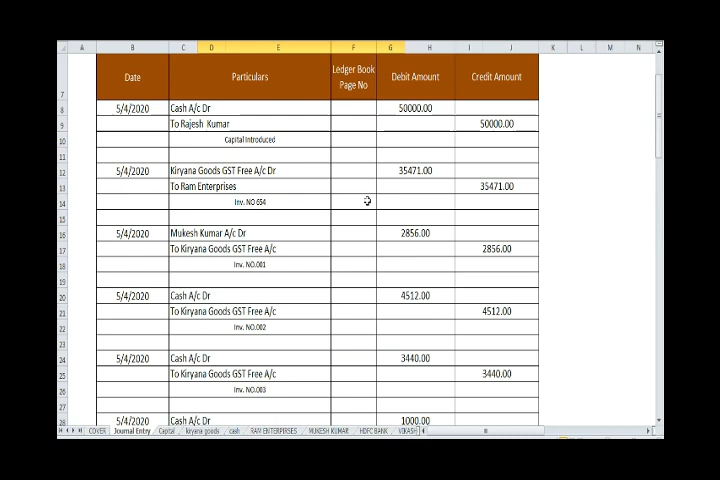 A B C D E F G H I J K L M N
Date Particulars Ledger Book Page No Debit Amount Credit Amount
7
8 5/4/2020 Cash A/c Dr 50000.00
9 To Rajesh Kumar 50000.00
10 Capital Introduced
11
12 5/4/2020 Kiryana Goods GST Free A/c Dr 35471.00
13 To Ram Enterprises 35471.00
14 Inv. NO 654
15
16 5/4/2020 Mukesh Kumar A/c Dr 2856.00
17 To Kiryana Goods GST Free A/c 2856.00
18 Inv. NO.001
19
20 5/4/2020 Cash A/c Dr 4512.00
21 To Kiryana Goods GST Free A/c 4512.00
22 Inv. NO.002
23
24 5/4/2020 Cash A/c Dr 3440.00
25 To Kiryana Goods GST Free A/c 3440.00
26 Inv. NO.003
27
28 5/4/2020 Cash A/c Dr 1000.00
COVER Journal Entry Capital kiryana goods cash RAM ENTERPIRSES MUKESH KUMAR HDFC BANK VIKASH